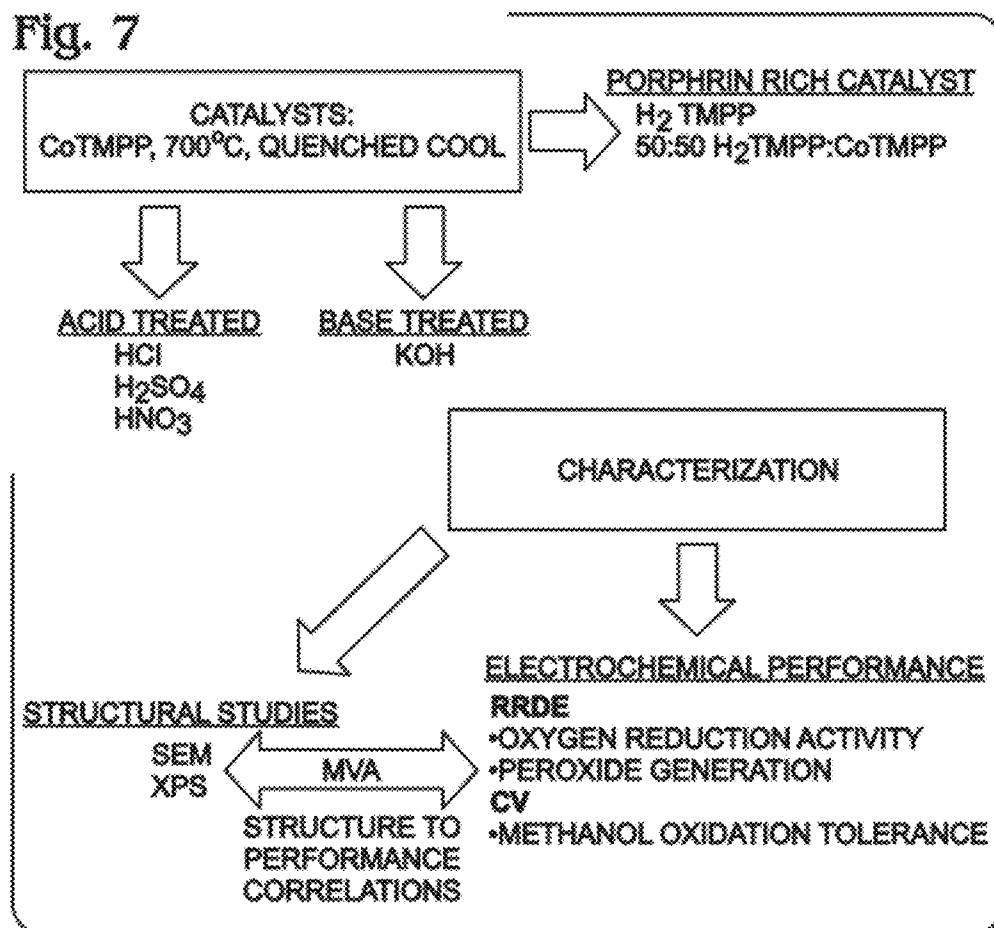 Fig. 7
CATALYSTS:
CoTMPP, 700°C, QUENCHED COOL
PORPHRIN RICH CATALYST
H2 TMPP
50:50 H2TMPP:CoTMPP
ACID TREATED
HCl
H2SO4
HNO3
BASE TREATED
KOH
CHARACTERIZATION
STRUCTURAL STUDIES
SEM
XPS
MVA
STRUCTURE TO
PERFORMANCE
CORRELATIONS
ELECTROCHEMICAL PERFORMANCE
RRDE
•OXYGEN REDUCTION ACTIVITY
•PEROXIDE GENERATION
CV
•METHANOL OXIDATION TOLERANCE